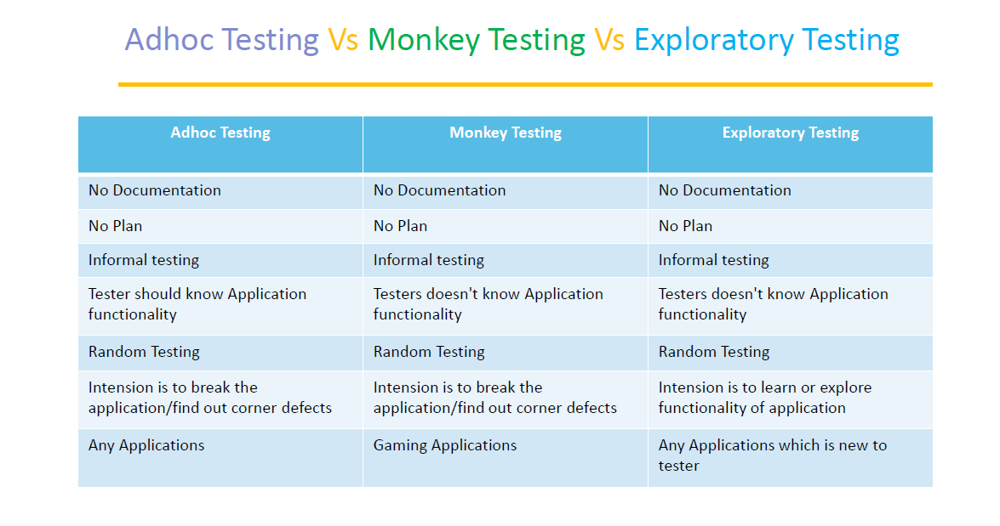 Adhoc Testing Vs Monkey Testing Vs Exploratory Testing
Adhoc Testing
Monkey Testing
Exploratory Testing
No Documentation
No Documentation
No Documentation
No Plan
No Plan
No Plan
Informal testing
Informal testing
Informal testing
Tester should know Application
functionality
Testers doesn't know Application
functionality
Testers doesn't know Application
functionality
Random Testing
Random Testing
Random Testing
Intension is to break the
application/find out corner defects
Intension is to break the
application/find out corner defects
Intension is to learn or explore
functionality of application
Any Applications
Gaming Applications
Any Applications which is new to
tester